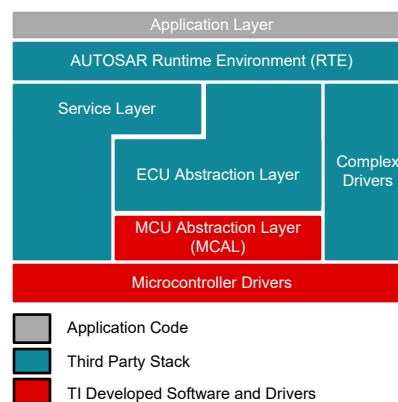 Application Layer
AUTOSAR Runtime Environment (RTE)
Service Layer
ECU Abstraction Layer
Complex
Drivers
MCU Abstraction Layer
(MCAL)
Microcontroller Drivers
Application Code
Third Party Stack
TI Developed Software and Drivers